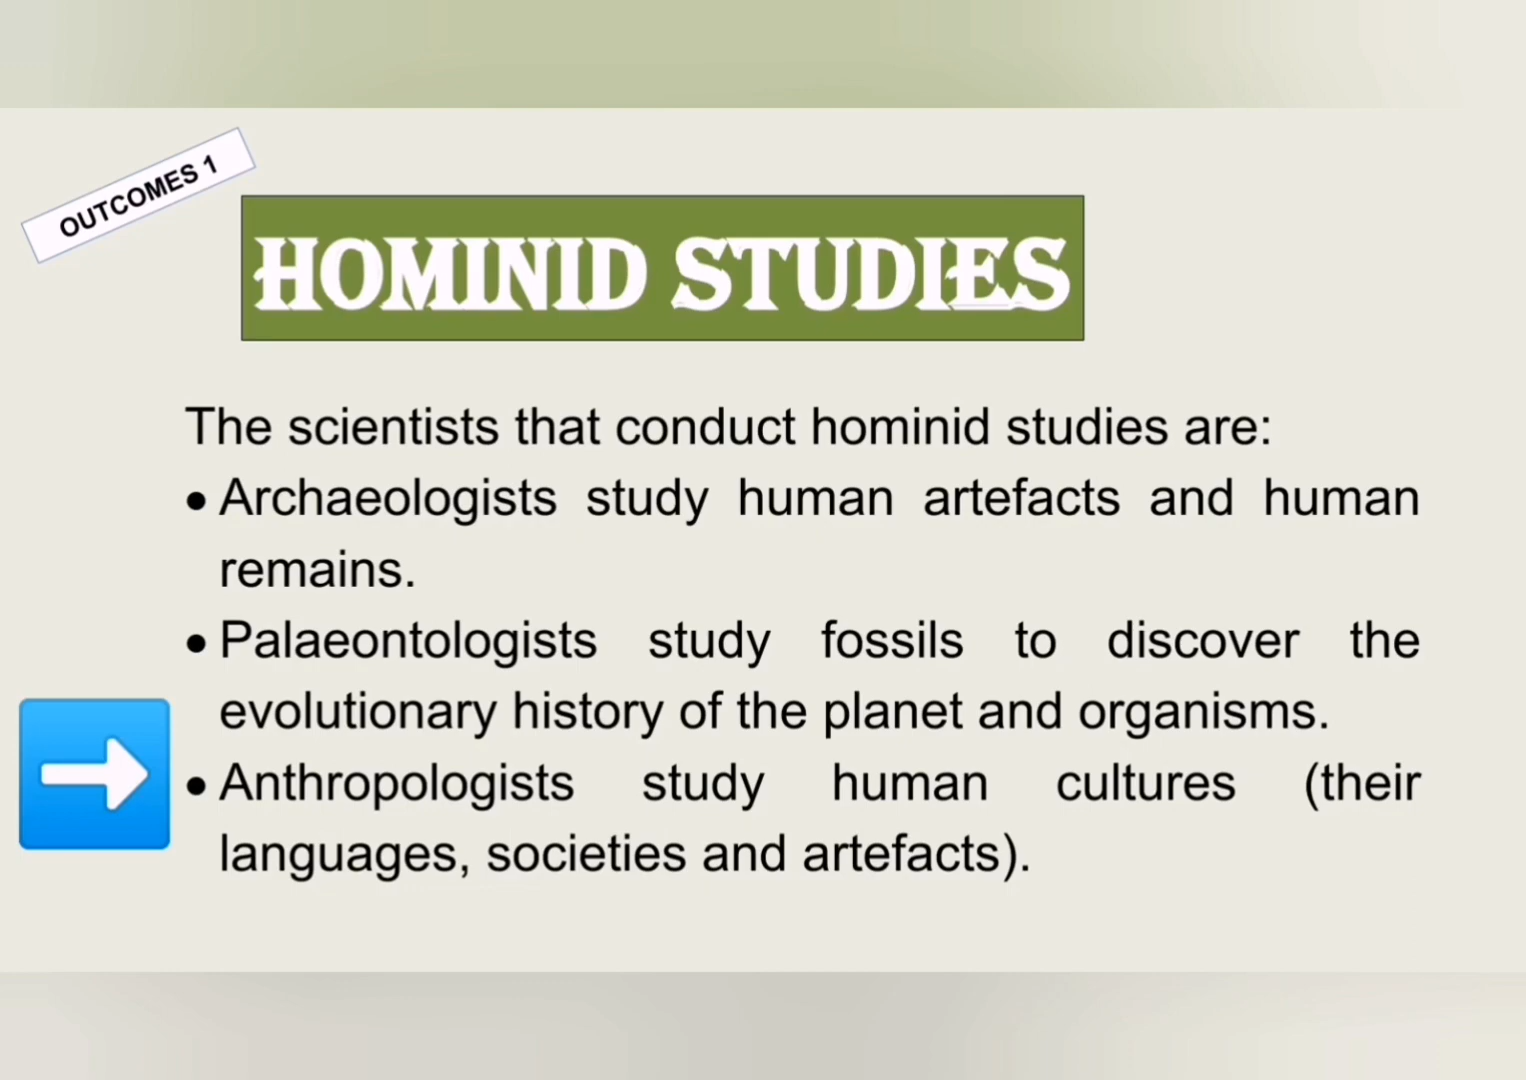 OUTCOMES 1
HOMINID STUDIES
The scientists that conduct hominid studies are:
• Archaeologists study human artefacts and human
remains.
• Palaeontologists study fossils to discover the
evolutionary history of the planet and organisms.
• Anthropologists study human cultures (their
languages, societies and artefacts).